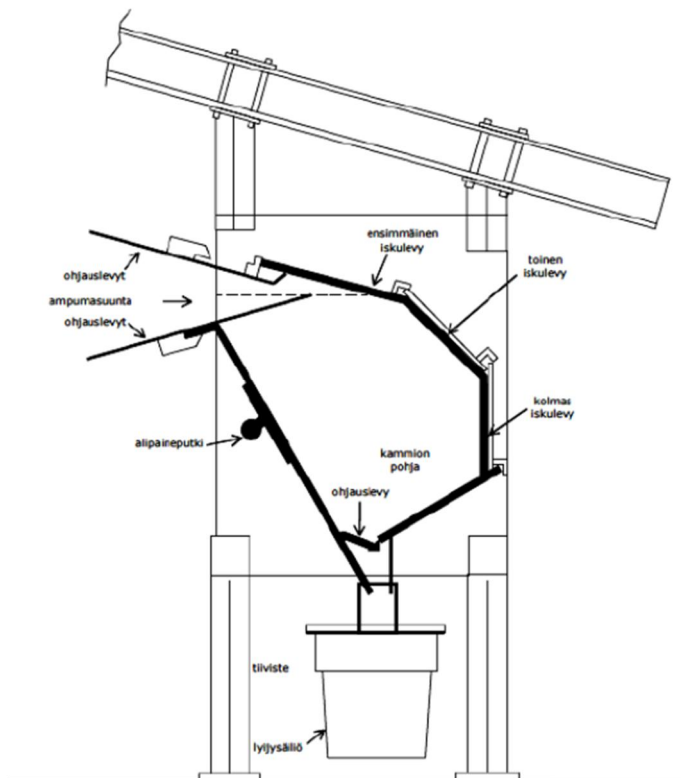 ensimmäinen
iskulevy
toinen
iskulevy
ohjauslevyt
ampumasuunta
ohjauslevyt
kolmas
iskulevy
alipaineputki
kammion
pohja
ohjauslevy
tiiviste
lyijysäiliö